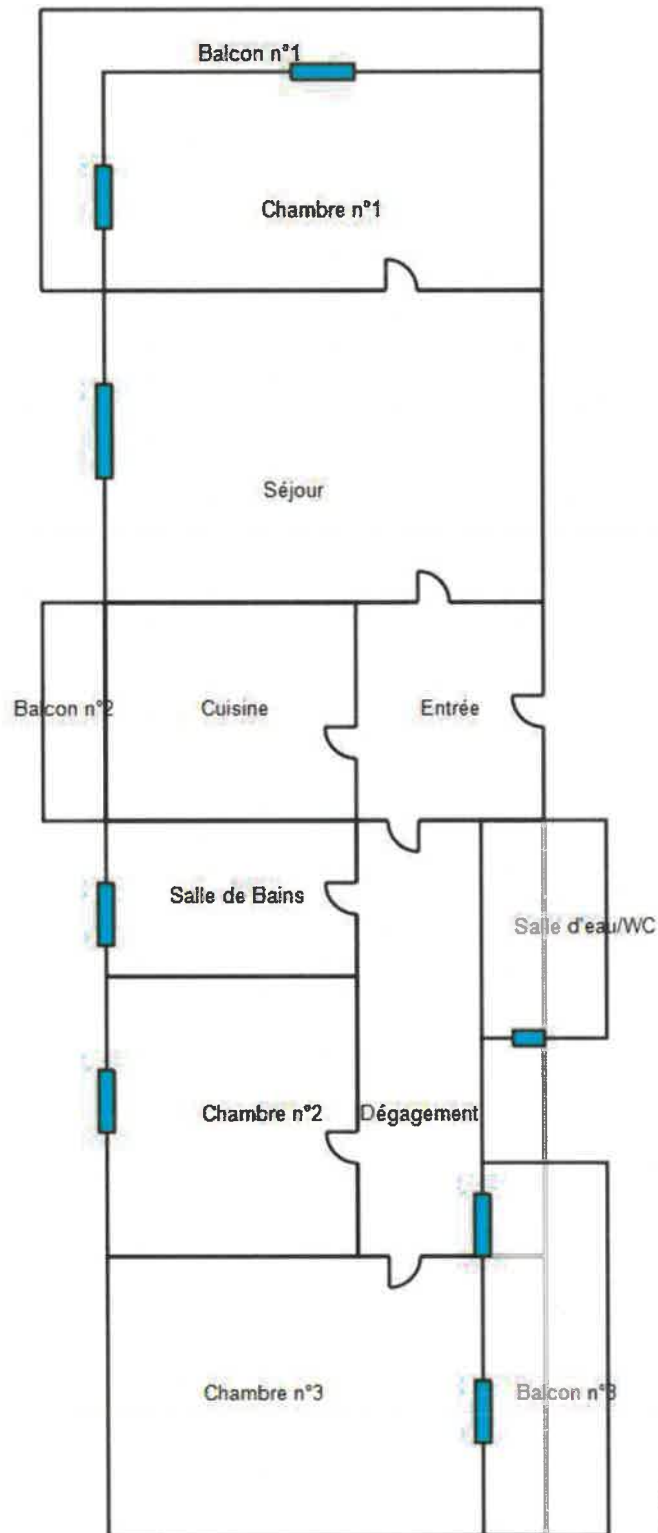 Balcon n°1
Chambre n°1
Séjour
Balcon n°2
Cuisine
Entrée
Salle de Bains
Salle d'eau/WC
Chambre n°2
Dégagement
Chambre n°3
Balcon n°3